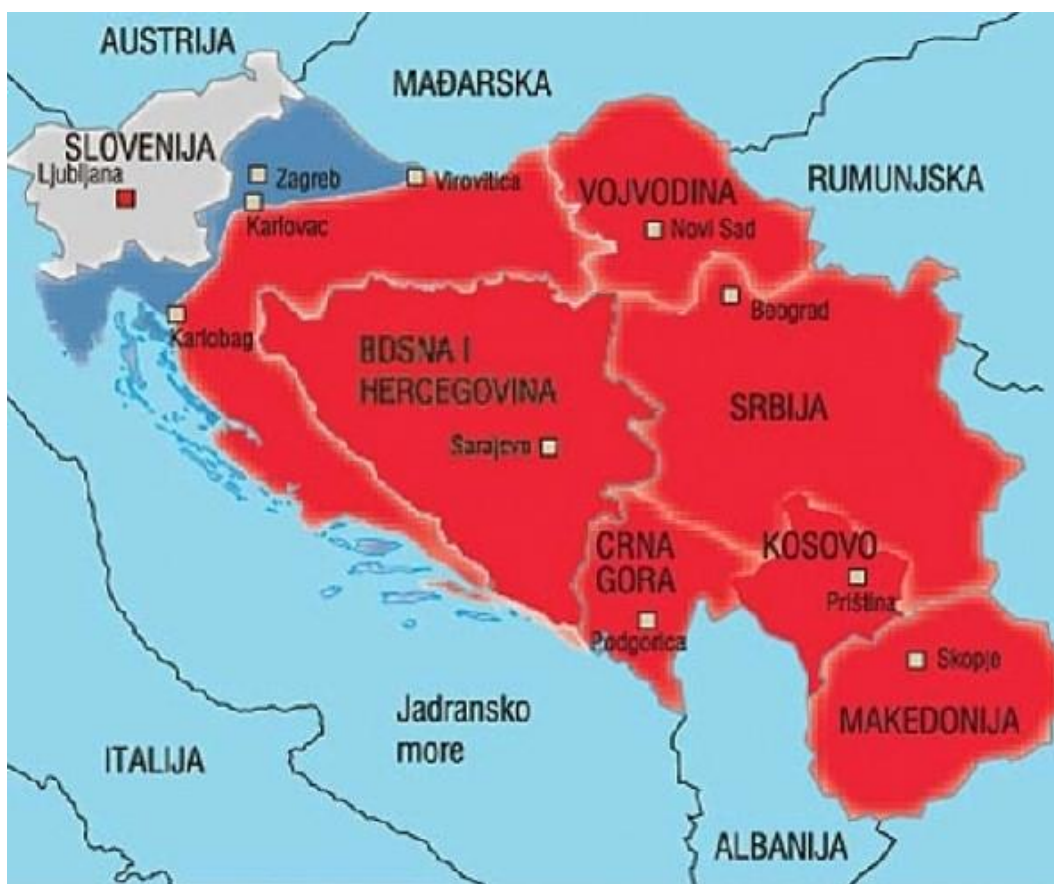 AUSTRIJA
MAĐARSKA
SLOVENIJA
Ljubljana
Zagreb
Virovitica
Karlovac
RUMUNJSKA
VOJVODINA
Novi Sad
Karlobag
Beograd
BDSNA I
HERCEGOVINA
SRBIJA
Sarajevo
CRNA
GORA
KOSOVO
Priština
Podgorica
Skopje
Jadransko
more
MAKEDONIJA
ITALIJA
ALBANIJA